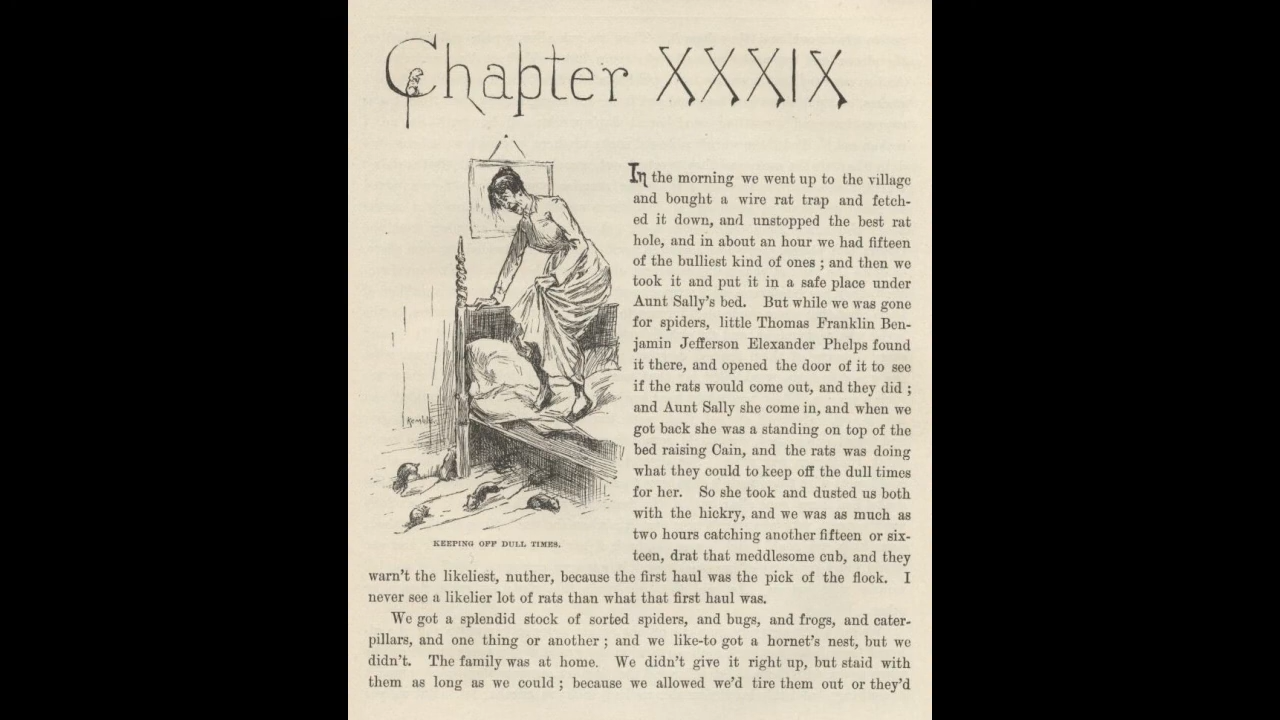 Chapter XXXIX
In the morning we went up to the village
and bought a wire rat trap and fetch-
ed it down, and unstopped the best rat
hole, and in about an hour we had fifteen
of the bulliest kind of ones ; and then we
took it and put it in a safe place under
Aunt Sally's bed. But while we was gone
for spiders, little Thomas Franklin Ben-
jamin Jefferson Elexander Phelps found
it there, and opened the door of it to see
if the rats would come out, and they did ;
and Aunt Sally she come in, and when we
got back she was a standing on top of the
bed raising Cain, and the rats was doing
what they could to keep off the dull times
for her. So she took and dusted us both
with the hickry, and we was as much as
two hours catching another fifteen or six-
teen, drat that meddlesome cub, and they
Kemble
KEEPING OFF DULL TIMES.
warn't the likeliest, nuther, because the first haul was the pick of the flock. I
never see a likelier lot of rats than what that first haul was.
We got a splendid stock of sorted spiders, and bugs, and frogs, and cater-
pillars, and one thing or another ; and we like-to got a hornet's nest, but we
didn't. The family was at home. We didn't give it right up, but staid with
them as long as we could ; because we allowed we'd tire them out or they'd